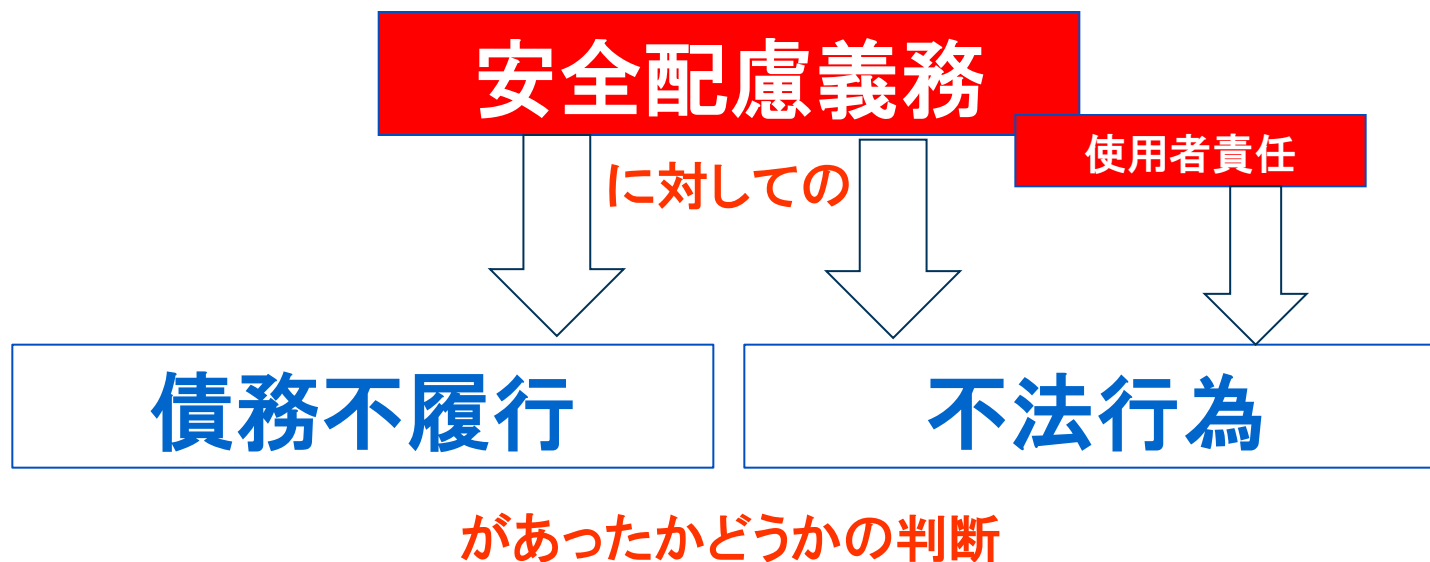 安全配慮義務
使用者責任
に対しての
債務不履行
不法行為
があったかどうかの判断